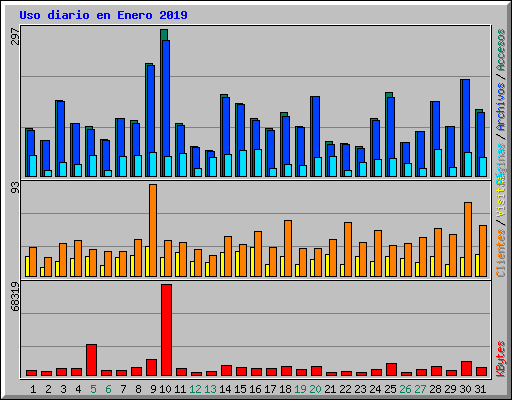 Uso diario en Enero 2019
297
93
68319
Páginas / Archivos / Accesos
Clientes / Visitas
KBytes
1 2 3 4 5 6 7 8 9 10 11 12 13 14 15 16 17 18 19 20 21 22 23 24 25 26 27 28 29 30 31